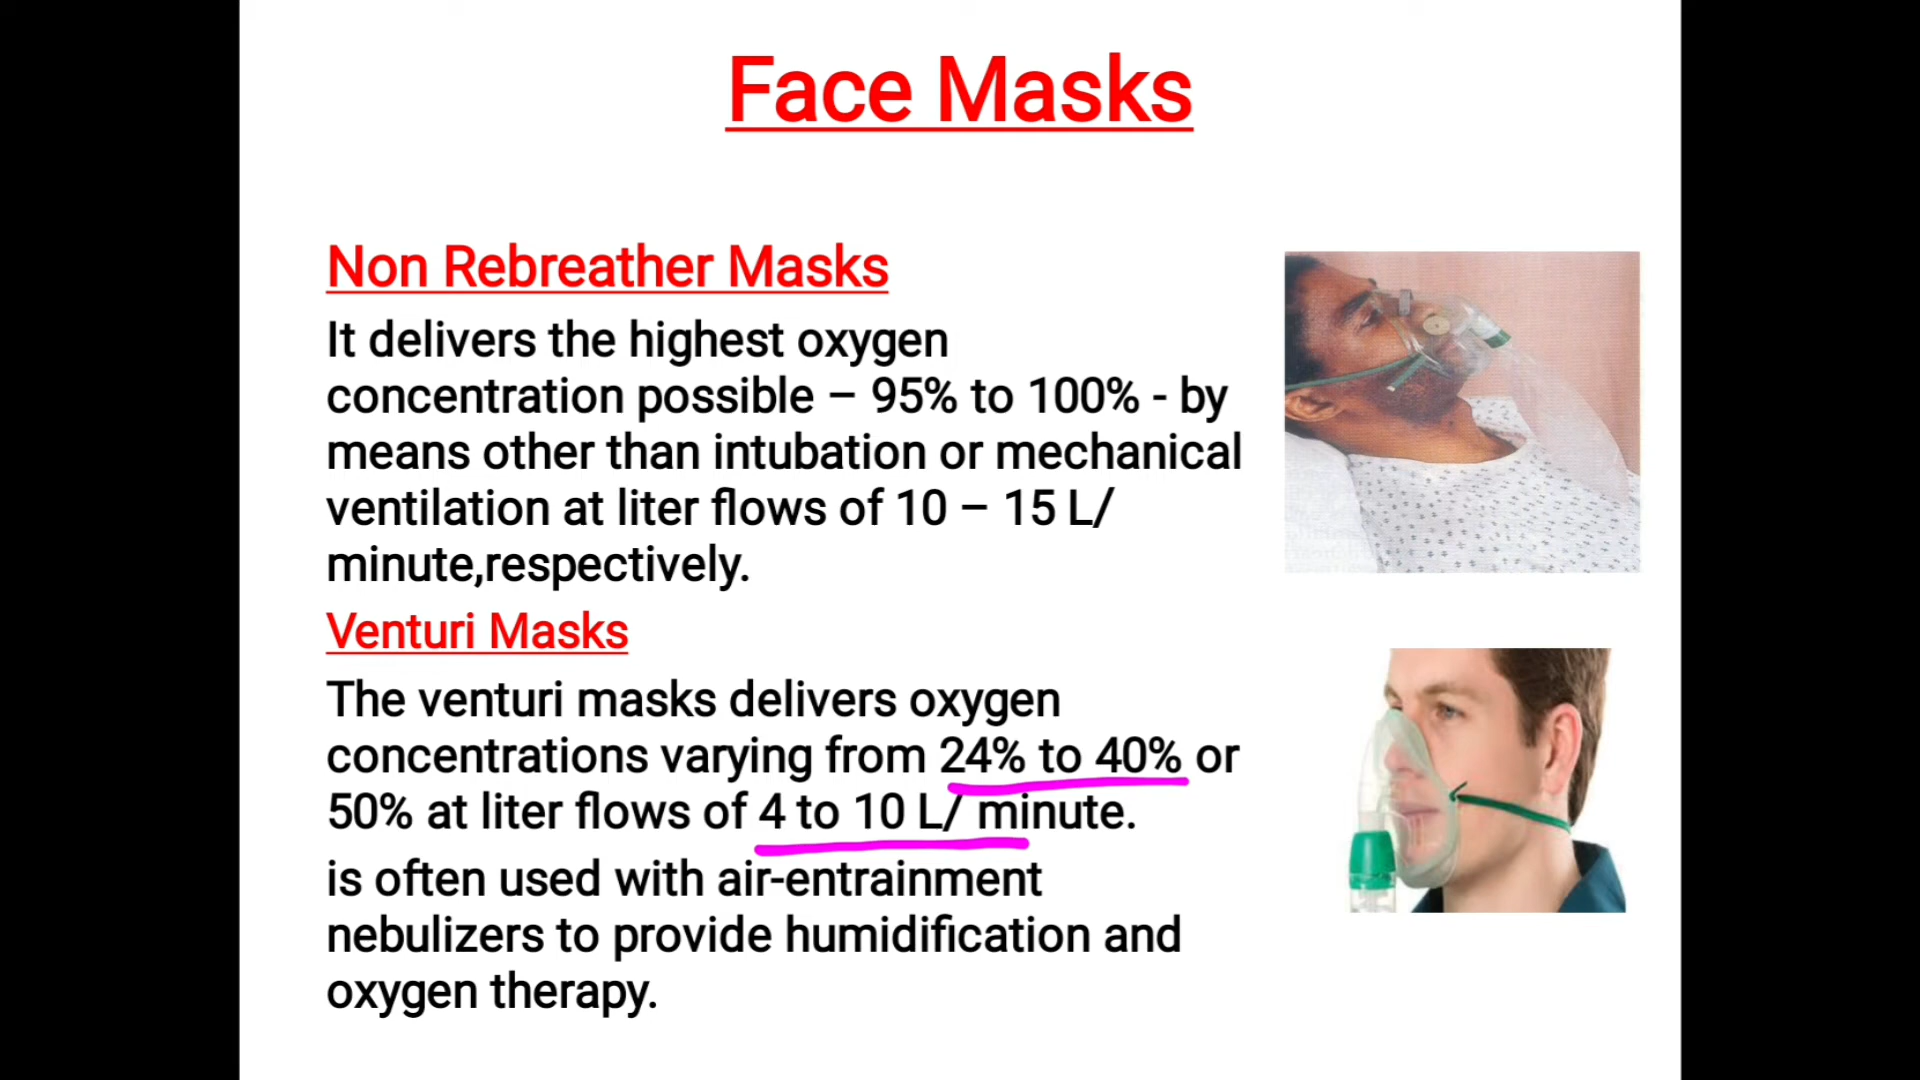 Face Masks
Non Rebreather Masks
It delivers the highest oxygen
concentration possible – 95% to 100% - by
means other than intubation or mechanical
ventilation at liter flows of 10 – 15 L/
minute,respectively.
Venturi Masks
The venturi masks delivers oxygen
concentrations varying from 24% to 40% or
50% at liter flows of 4 to 10 L/ minute.
is often used with air-entrainment
nebulizers to provide humidification and
oxygen therapy.